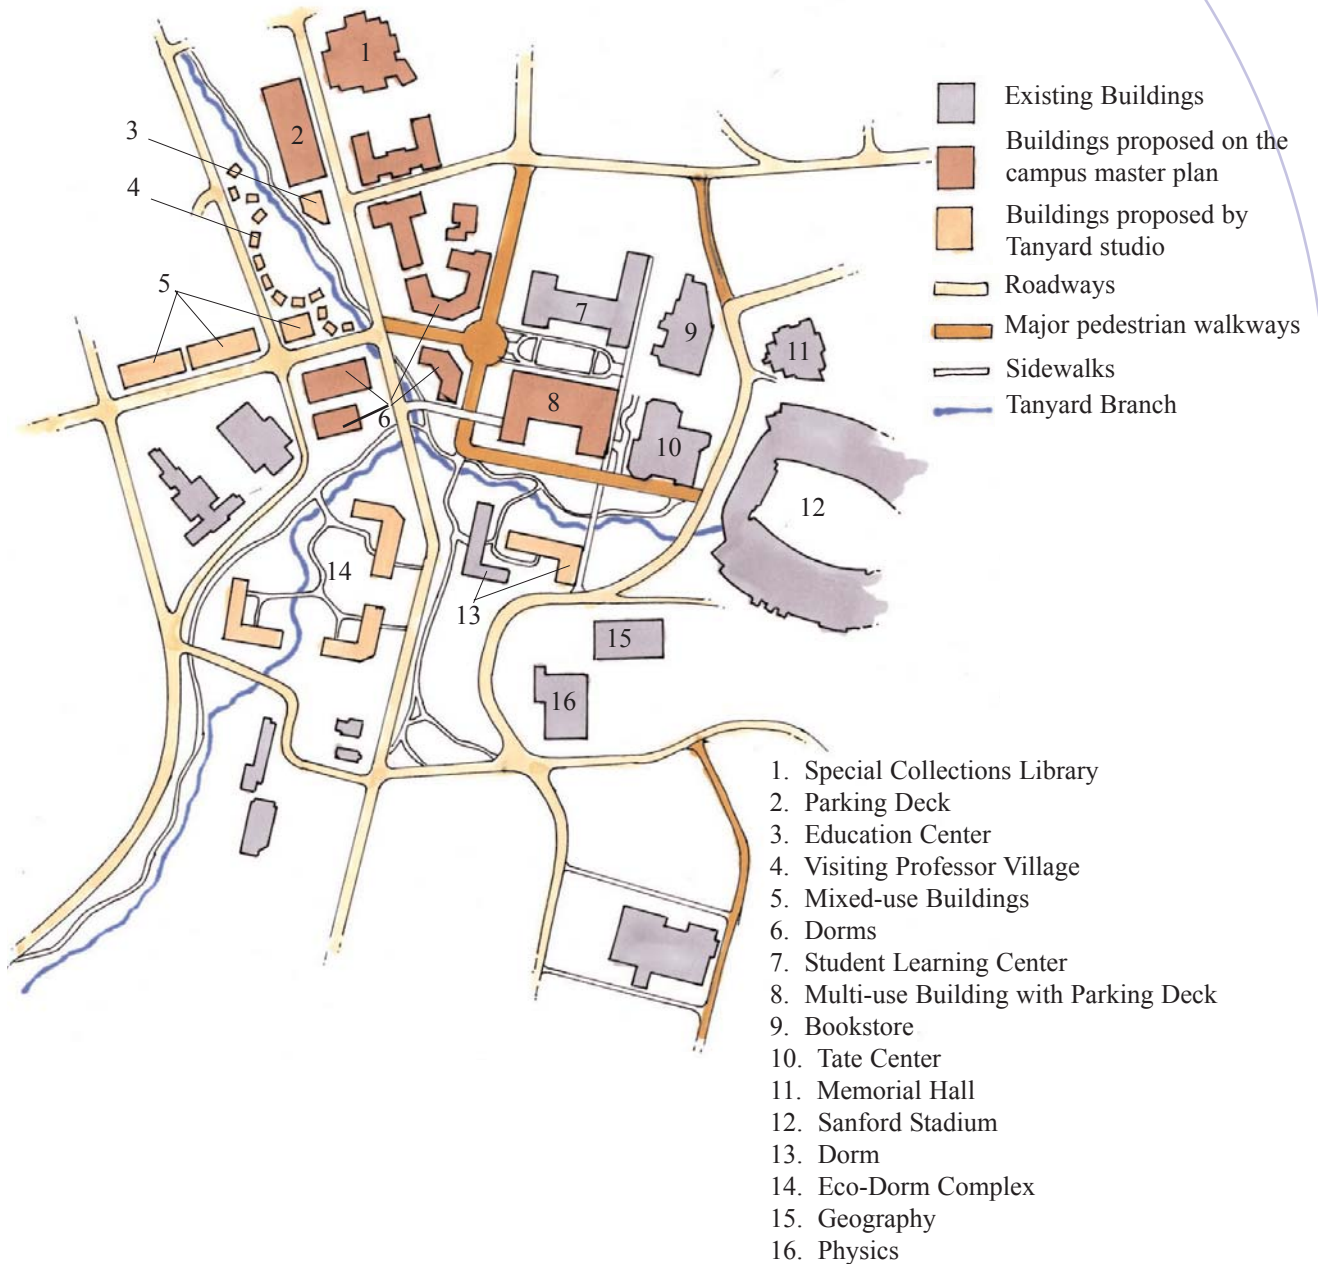 1
2
3
4
5
6
7
8
9
10
11
12
13
14
15
16
Existing Buildings
Buildings proposed on the
campus master plan
Buildings proposed by
Tanyard studio
Roadways
Major pedestrian walkways
Sidewalks
Tanyard Branch
1. Special Collections Library
2. Parking Deck
3. Education Center
4. Visiting Professor Village
5. Mixed-use Buildings
6. Dorms
7. Student Learning Center
8. Multi-use Building with Parking Deck
9. Bookstore
10. Tate Center
11. Memorial Hall
12. Sanford Stadium
13. Dorm
14. Eco-Dorm Complex
15. Geography
16. Physics